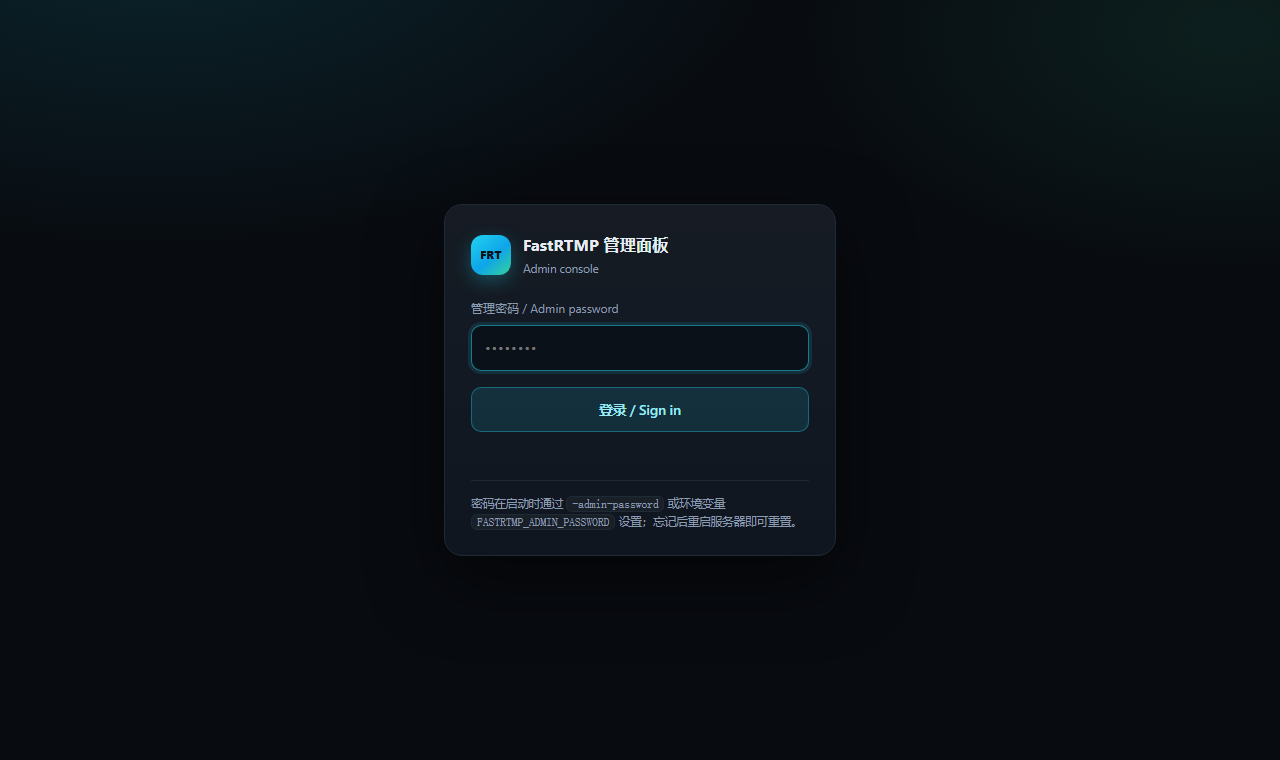 FRT
FastRTMP 管理面板
Admin console
管理密码 / Admin password
••••••••
登录 / Sign in
密码在启动时通过 -admin-password 或环境变量
FASTRTMP_ADMIN_PASSWORD 设置；忘记后重启服务器即可重置。